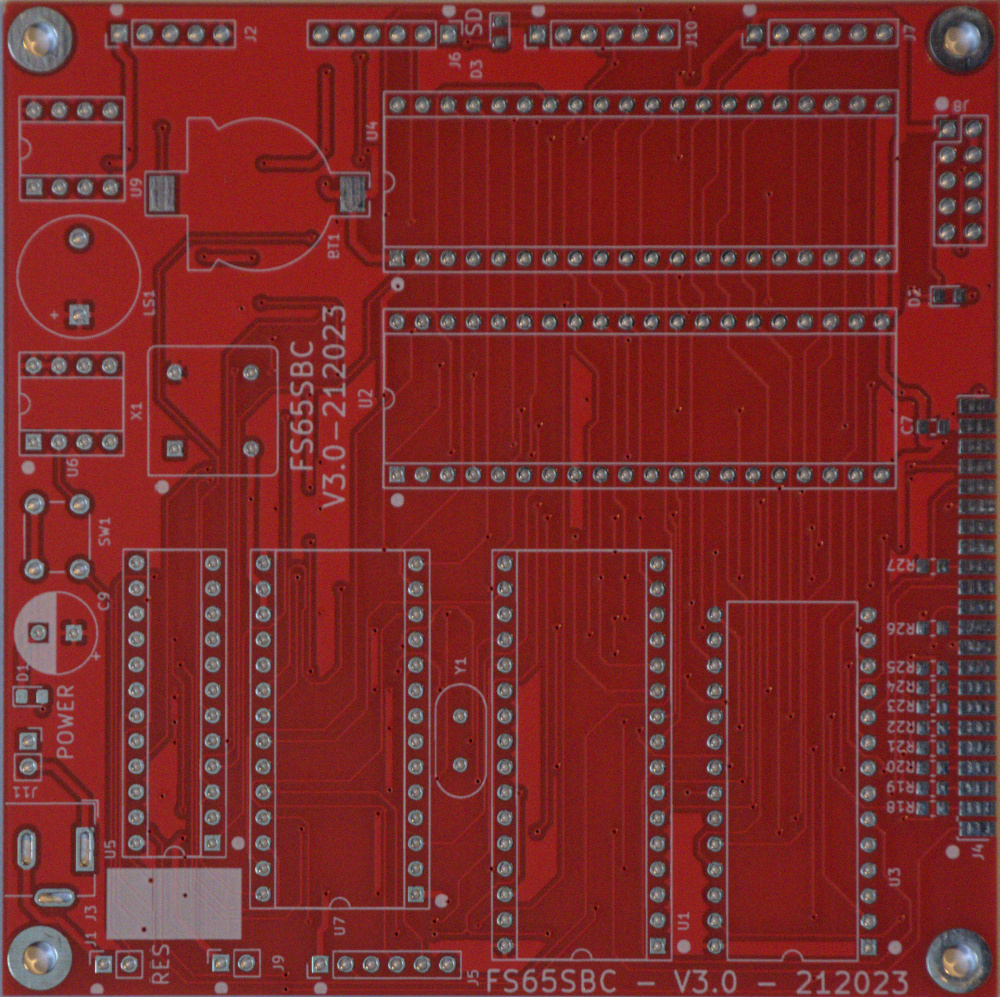 J2
J6
SD
D3
J10
J7
J8
U4
U9
BT1
LS1
+
D2
FS65SBC
V3.0-212023
X1
U2
C7
U6
SW1
R27
C9
+
R26
D1
Y1
R25
R24
R23
POWER
R22
R21
R20
J11
R19
R18
U5
J4
U3
J3
U7
U1
J1
RES
J9
J5
FS65SBC - V3.0 - 212023